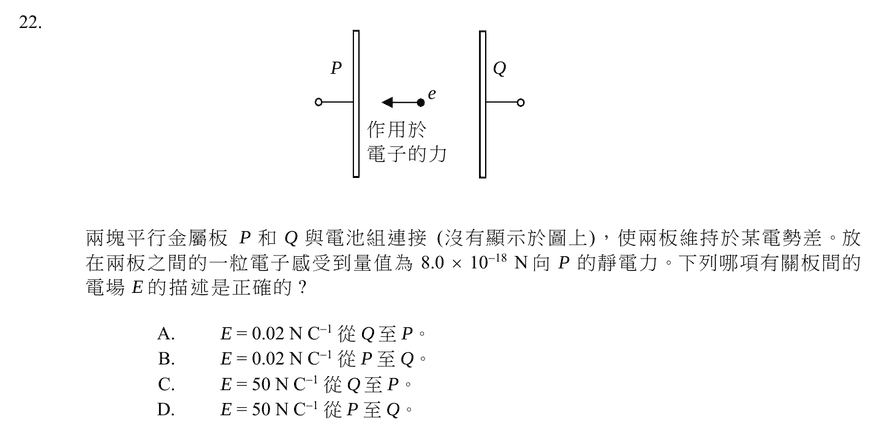 22.
P
Q
e
作用於
電子的力
兩塊平行金屬板 P 和 Q 與電池組連接 (沒有顯示於圖上)，使兩板維持於某電勢差。放
在兩板之間的一粒電子感受到量值為 8.0 × 10⁻¹⁸ N 向 P 的靜電力。下列哪項有關板間的
電場 E 的描述是正確的？
A. E = 0.02 N C⁻¹ 從 Q 至 P。
B. E = 0.02 N C⁻¹ 從 P 至 Q。
C. E = 50 N C⁻¹ 從 Q 至 P。
D. E = 50 N C⁻¹ 從 P 至 Q。